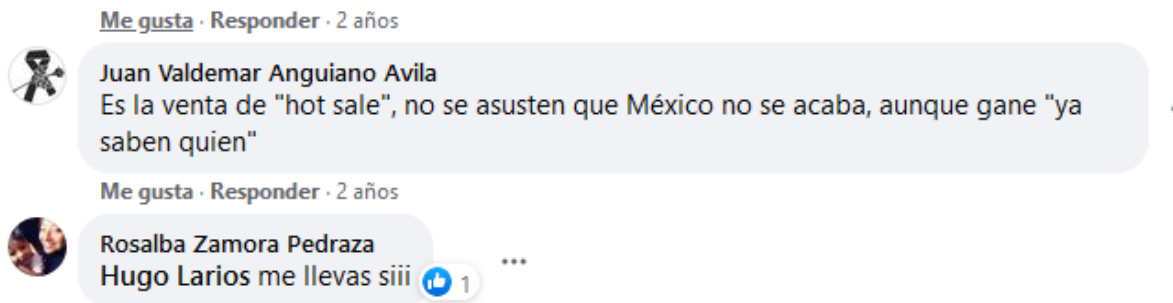 Me gusta · Responder · 2 años
Juan Valdemar Anguiano Avila
Es la venta de "hot sale", no se asusten que México no se acaba, aunque gane "ya
saben quien"
Me gusta · Responder · 2 años
Rosalba Zamora Pedraza
Hugo Larios me llevas siii
1